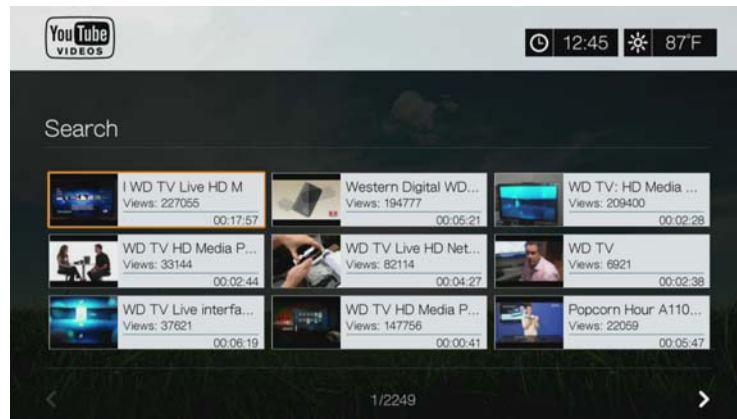 You Tube
VIDEOS
12:45
87°F
Search
I WD TV Live HD M
Views: 227055
00:17:57
Western Digital WD...
Views: 194777
00:05:21
WD TV: HD Media ...
Views: 209400
00:02:28
WD TV HD Media P...
Views: 33144
00:02:44
WD TV Live HD Net...
Views: 82114
00:04:27
WD TV
Views: 6921
00:02:38
WD TV Live interfa...
Views: 37621
00:06:19
WD TV HD Media P...
Views: 147756
00:00:41
Popcorn Hour A110...
Views: 22059
00:05:47
1/2249